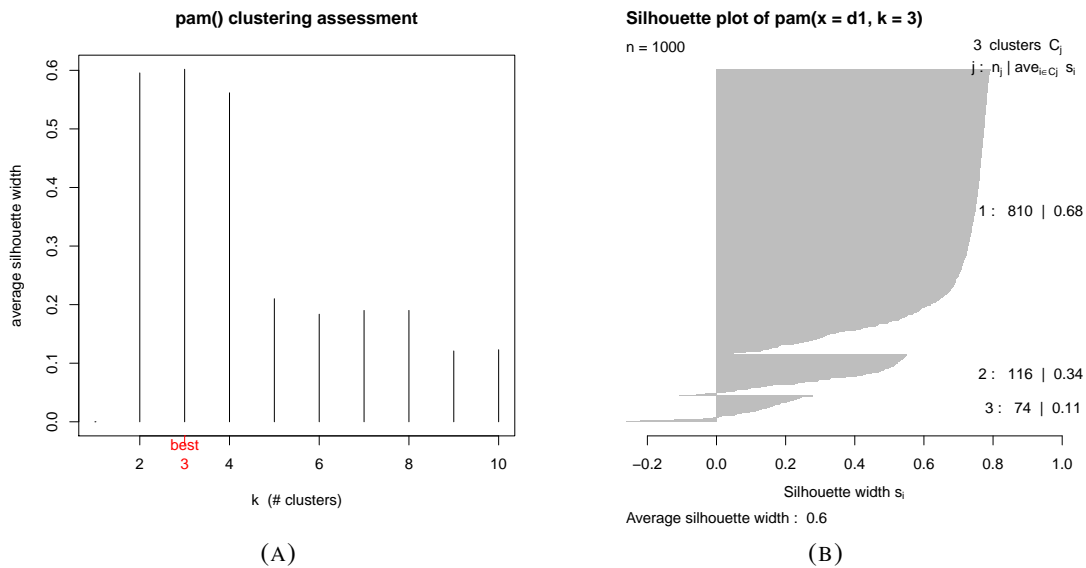 pam() clustering assessment
average silhouette width
0.0 0.1 0.2 0.3 0.4 0.5 0.6
2 4 6 8 10
best
3
k (# clusters)
(A)
Silhouette plot of pam(x = d1, k = 3)
n = 1000
3 clusters Cj
j : nj | avei∈Cj si
1 : 810 | 0.68
2 : 116 | 0.34
3 : 74 | 0.11
−0.2 0.0 0.2 0.4 0.6 0.8 1.0
Silhouette width si
Average silhouette width : 0.6
(B)